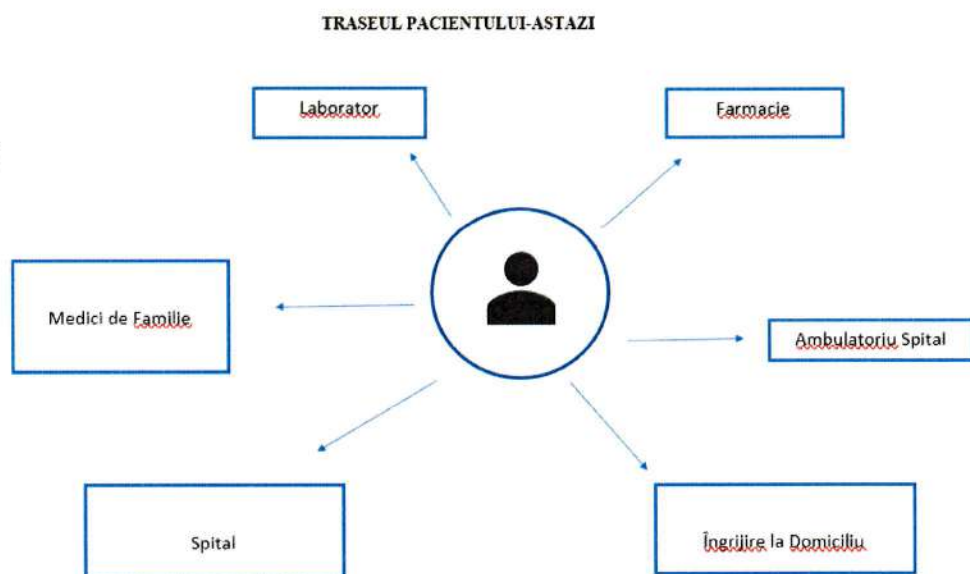 TRASEUL PACIENTULUI-ASTAZI
Laborator
Farmacie
Medici de Familie
Ambulatoriu Spital
Spital
Îngrijire la Domiciliu